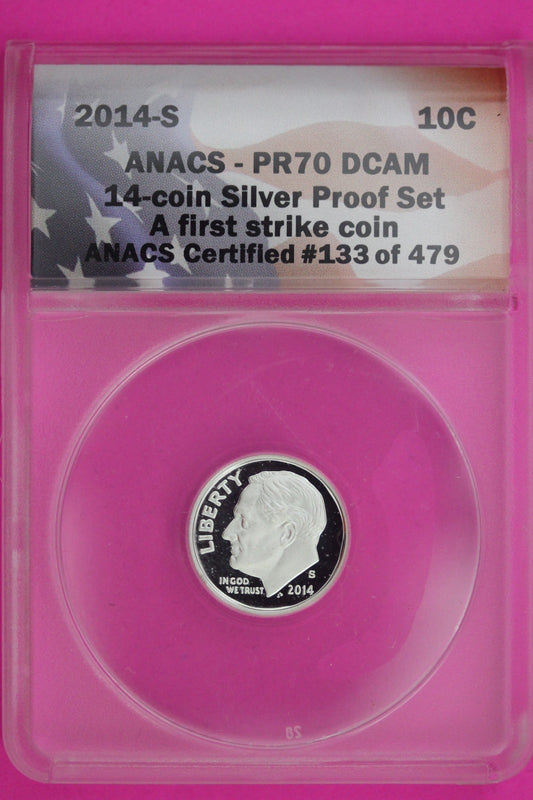 2014-S 10C
ANACS - PR70 DCAM
14-coin Silver Proof Set
A first strike coin
ANACS Certified #133 of 479
LIBERTY
IN GOD
WE TRUST
S
2014